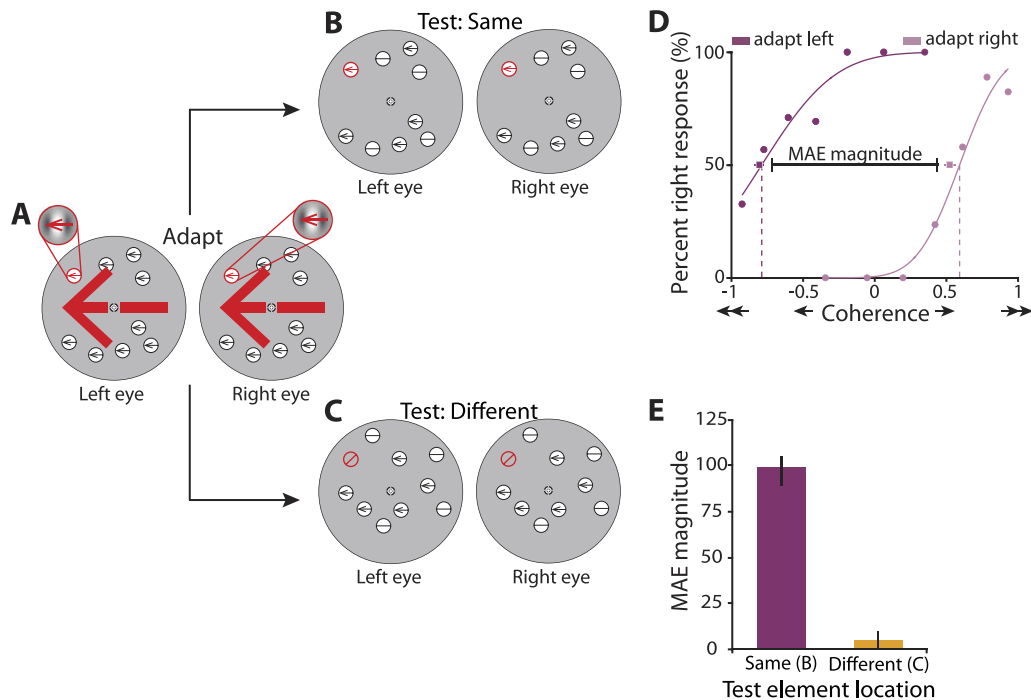 A
Adapt
Left eye
Right eye
B
Test: Same
Left eye
Right eye
C
Test: Different
Left eye
Right eye
D
adapt left
adapt right
Percent right response (%)
100
50
0
MAE magnitude
-1
-0.5
0
0.5
1
Coherence
E
MAE magnitude
125
100
75
50
25
0
Same (B)
Different (C)
Test element location